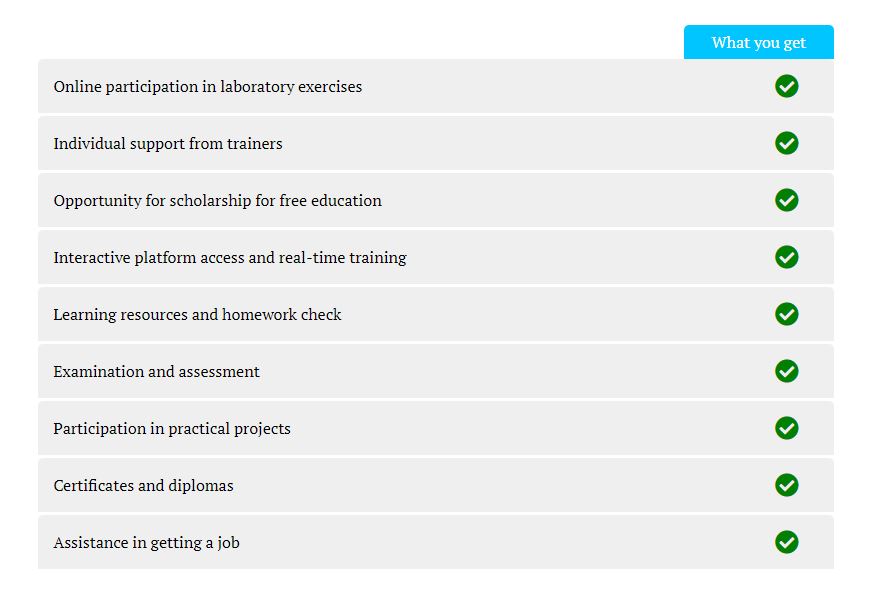 What you get
Online participation in laboratory exercises
Individual support from trainers
Opportunity for scholarship for free education
Interactive platform access and real-time training
Learning resources and homework check
Examination and assessment
Participation in practical projects
Certificates and diplomas
Assistance in getting a job